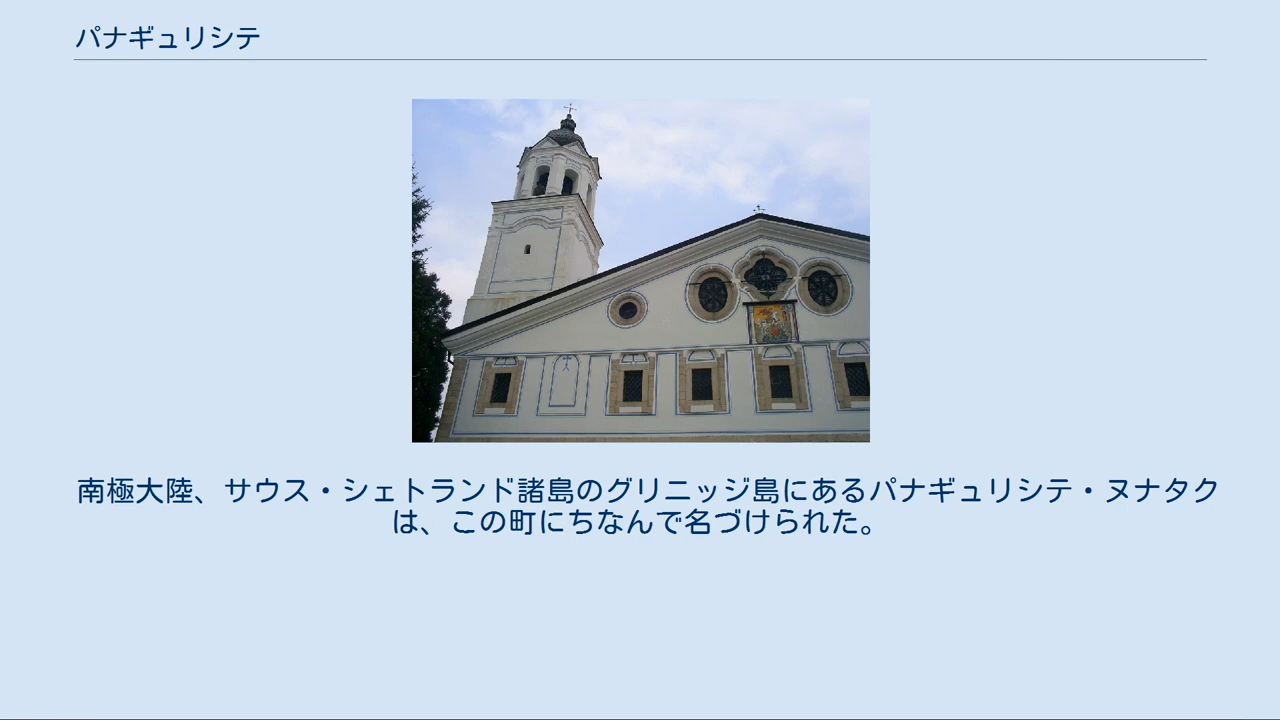 パナギュリシテ
南極大陸、サウス・シェトランド諸島のグリニッジ島にあるパナギュリシテ・ヌナタク
は、この町にちなんで名づけられた。